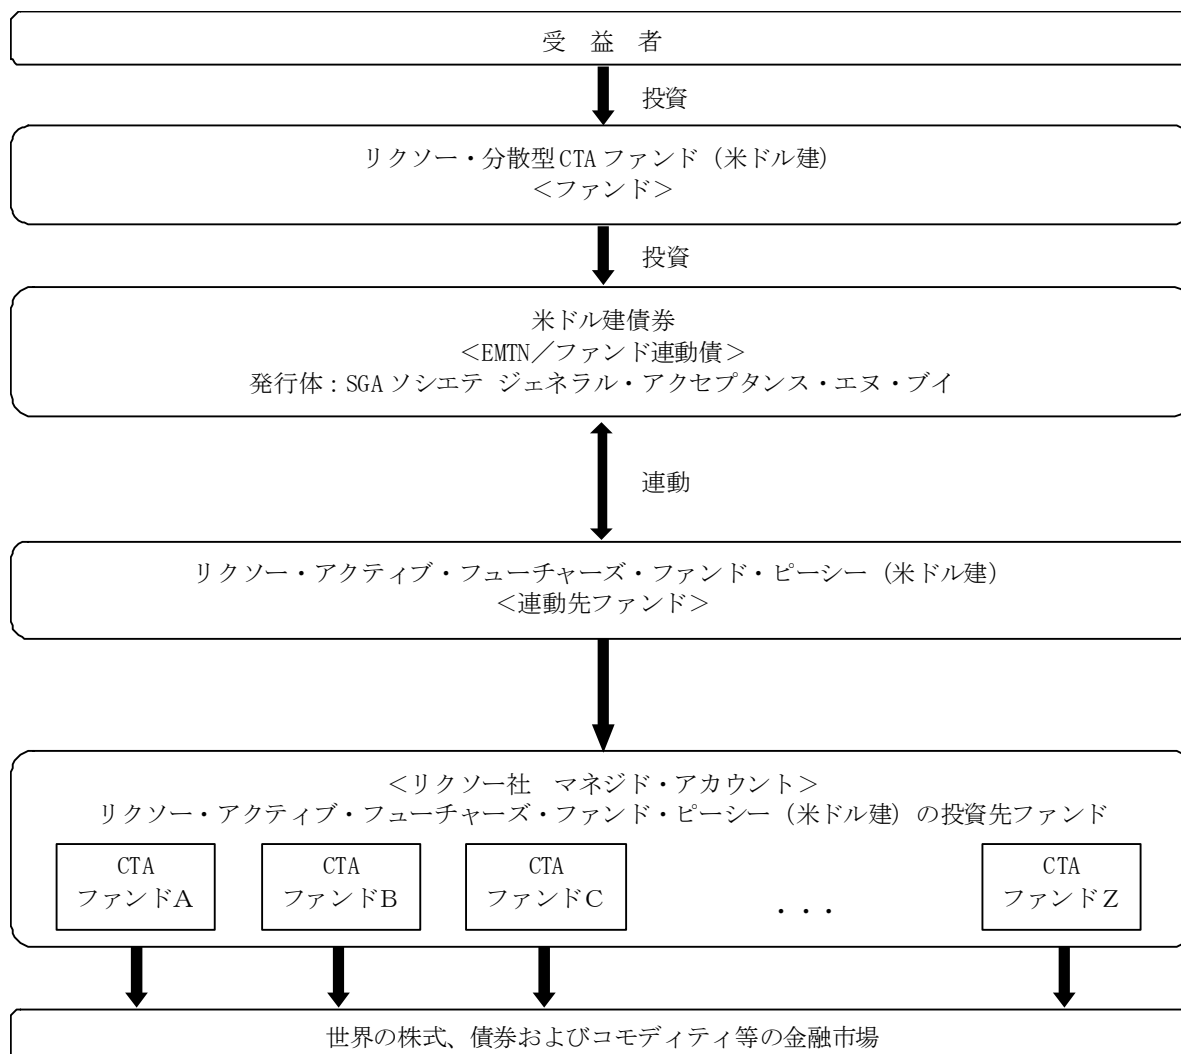 受 益 者
投資
リクソー・分散型CTAファンド（米ドル建）
＜ファンド＞
投資
米ドル建債券
＜EMTN／ファンド連動債＞
発行体：SGAソシエテ ジェネラル・アクセプタンス・エヌ・ブイ
連動
リクソー・アクティブ・フューチャーズ・ファンド・ピーシー（米ドル建）
＜連動先ファンド＞
＜リクソー社　マネジド・アカウント＞
リクソー・アクティブ・フューチャーズ・ファンド・ピーシー（米ドル建）の投資先ファンド
CTA
ファンドA
CTA
ファンドB
CTA
ファンドC
・・・
CTA
ファンドZ
世界の株式、債券およびコモディティ等の金融市場